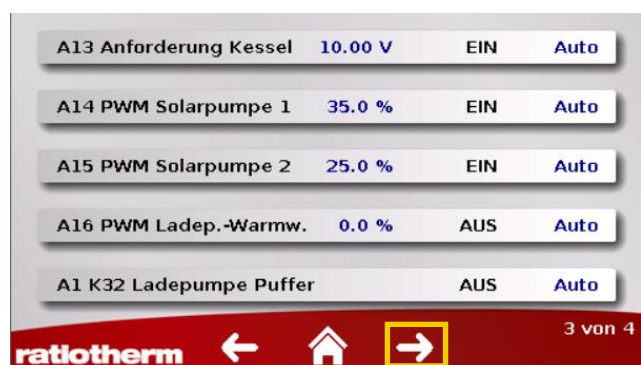 A13 Anforderung Kessel 10.00 V EIN Auto
A14 PWM Solarpumpe 1 35.0 % EIN Auto
A15 PWM Solarpumpe 2 25.0 % EIN Auto
A16 PWM Ladep.-Warmw. 0.0 % AUS Auto
A1 K32 Ladepumpe Puffer AUS Auto
3 von 4
ratiotherm